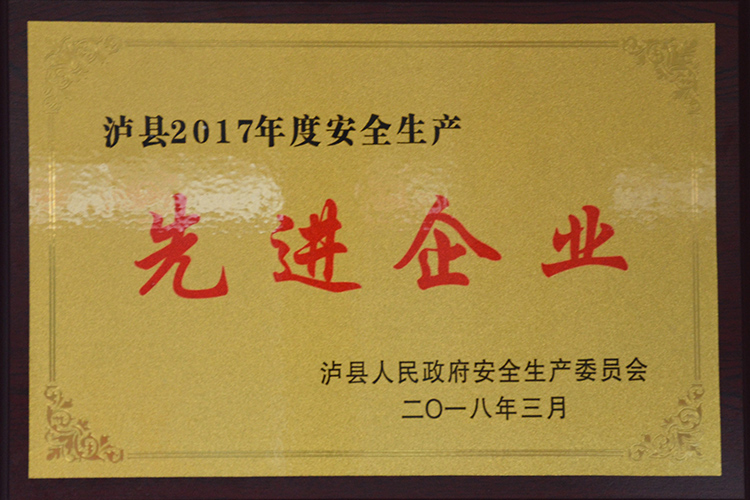 泸县2017年度安全生产
先进企业
泸县人民政府安全生产委员会
二〇一八年三月